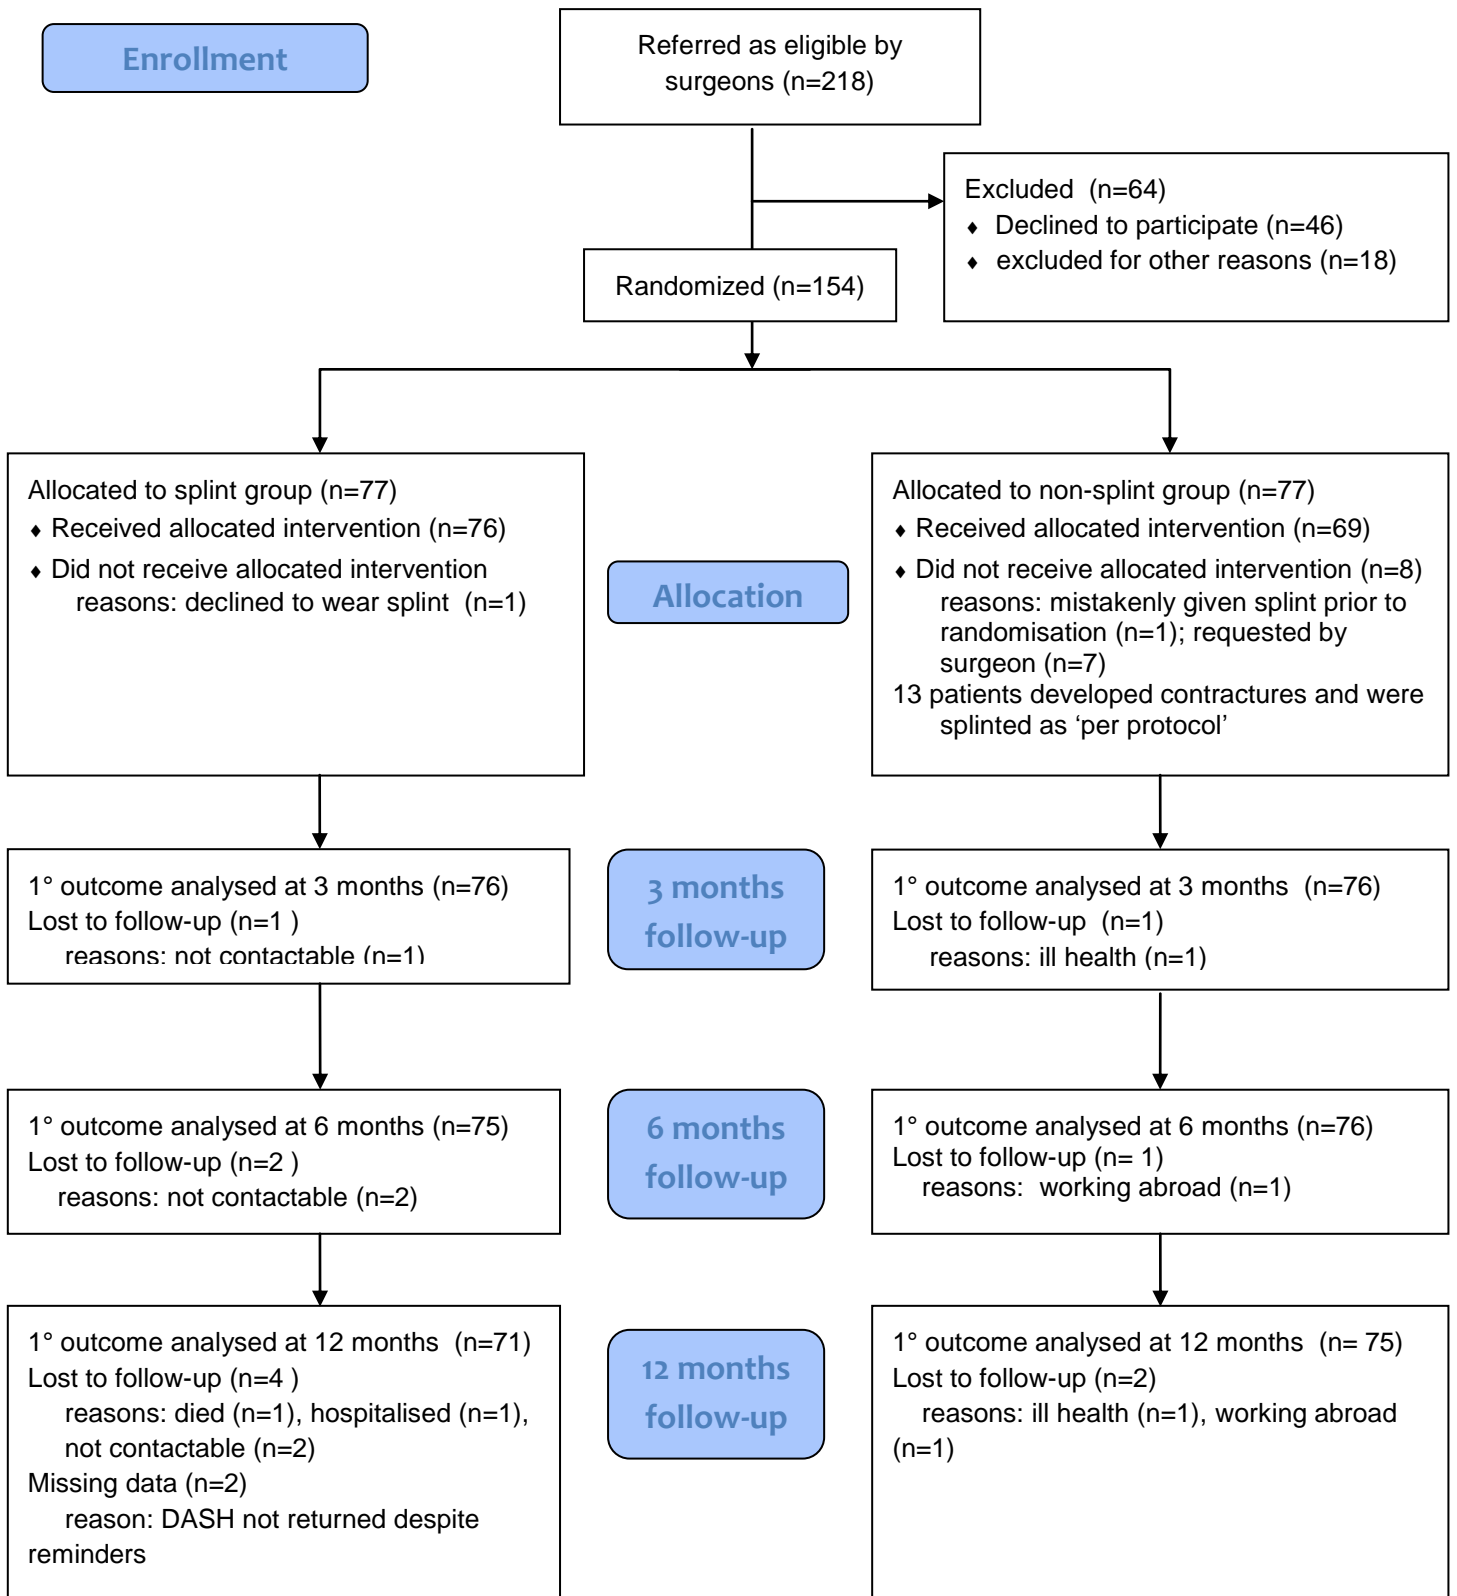 Enrollment
Referred as eligible by
surgeons (n=218)
Excluded  (n=64)
♦ Declined to participate (n=46)
♦ excluded for other reasons (n=18)
Randomized (n=154)
Allocated to splint group (n=77)
♦ Received allocated intervention (n=76)
♦ Did not receive allocated intervention
reasons: declined to wear splint  (n=1)
Allocation
Allocated to non-splint group (n=77)
♦ Received allocated intervention (n=69)
♦ Did not receive allocated intervention (n=8)
reasons: mistakenly given splint prior to
randomisation (n=1); requested by
surgeon (n=7)
13 patients developed contractures and were
splinted as ‘per protocol’
1° outcome analysed at 3 months (n=76)
Lost to follow-up (n=1 )
reasons: not contactable (n=1)
3 months
follow-up
1° outcome analysed at 3 months  (n=76)
Lost to follow-up  (n=1)
reasons: ill health (n=1)
1° outcome analysed at 6 months (n=75)
Lost to follow-up (n=2 )
reasons: not contactable (n=2)
6 months
follow-up
1° outcome analysed at 6 months (n=76)
Lost to follow-up (n= 1)
reasons:  working abroad (n=1)
1° outcome analysed at 12 months  (n=71)
Lost to follow-up (n=4 )
reasons: died (n=1), hospitalised (n=1),
not contactable (n=2)
Missing data (n=2)
reason: DASH not returned despite
reminders
12 months
follow-up
1° outcome analysed at 12 months  (n= 75)
Lost to follow-up (n=2)
reasons: ill health (n=1), working abroad
(n=1)